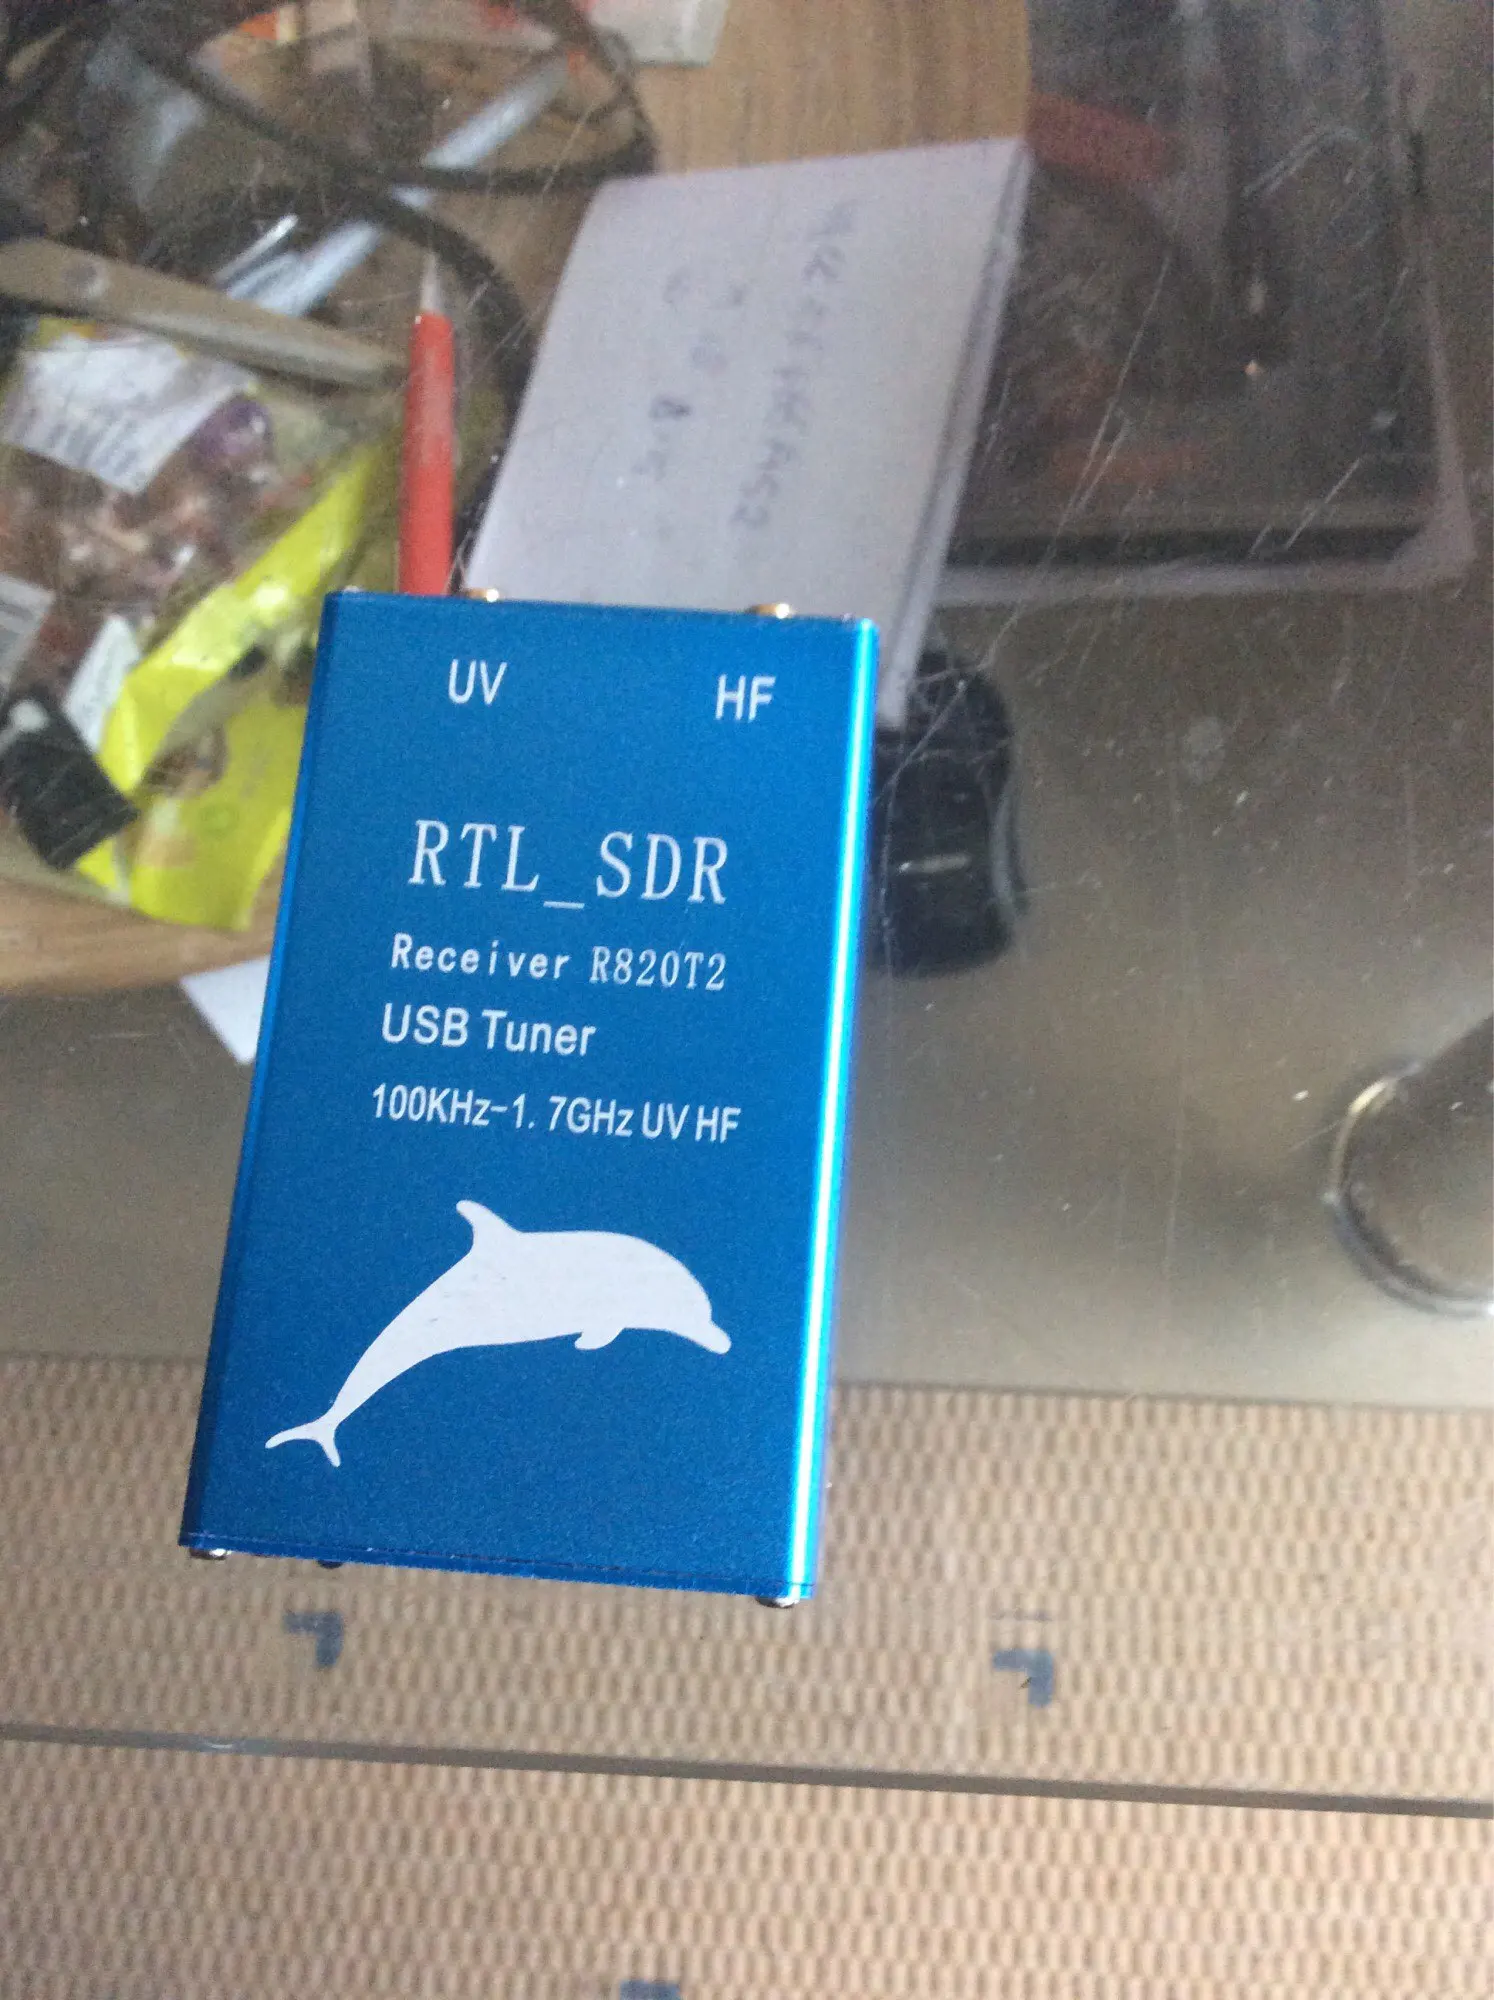 UV HF
RTL_SDR
Receiver R820T2
USB Tuner
100KHz-1.7GHz UV HF